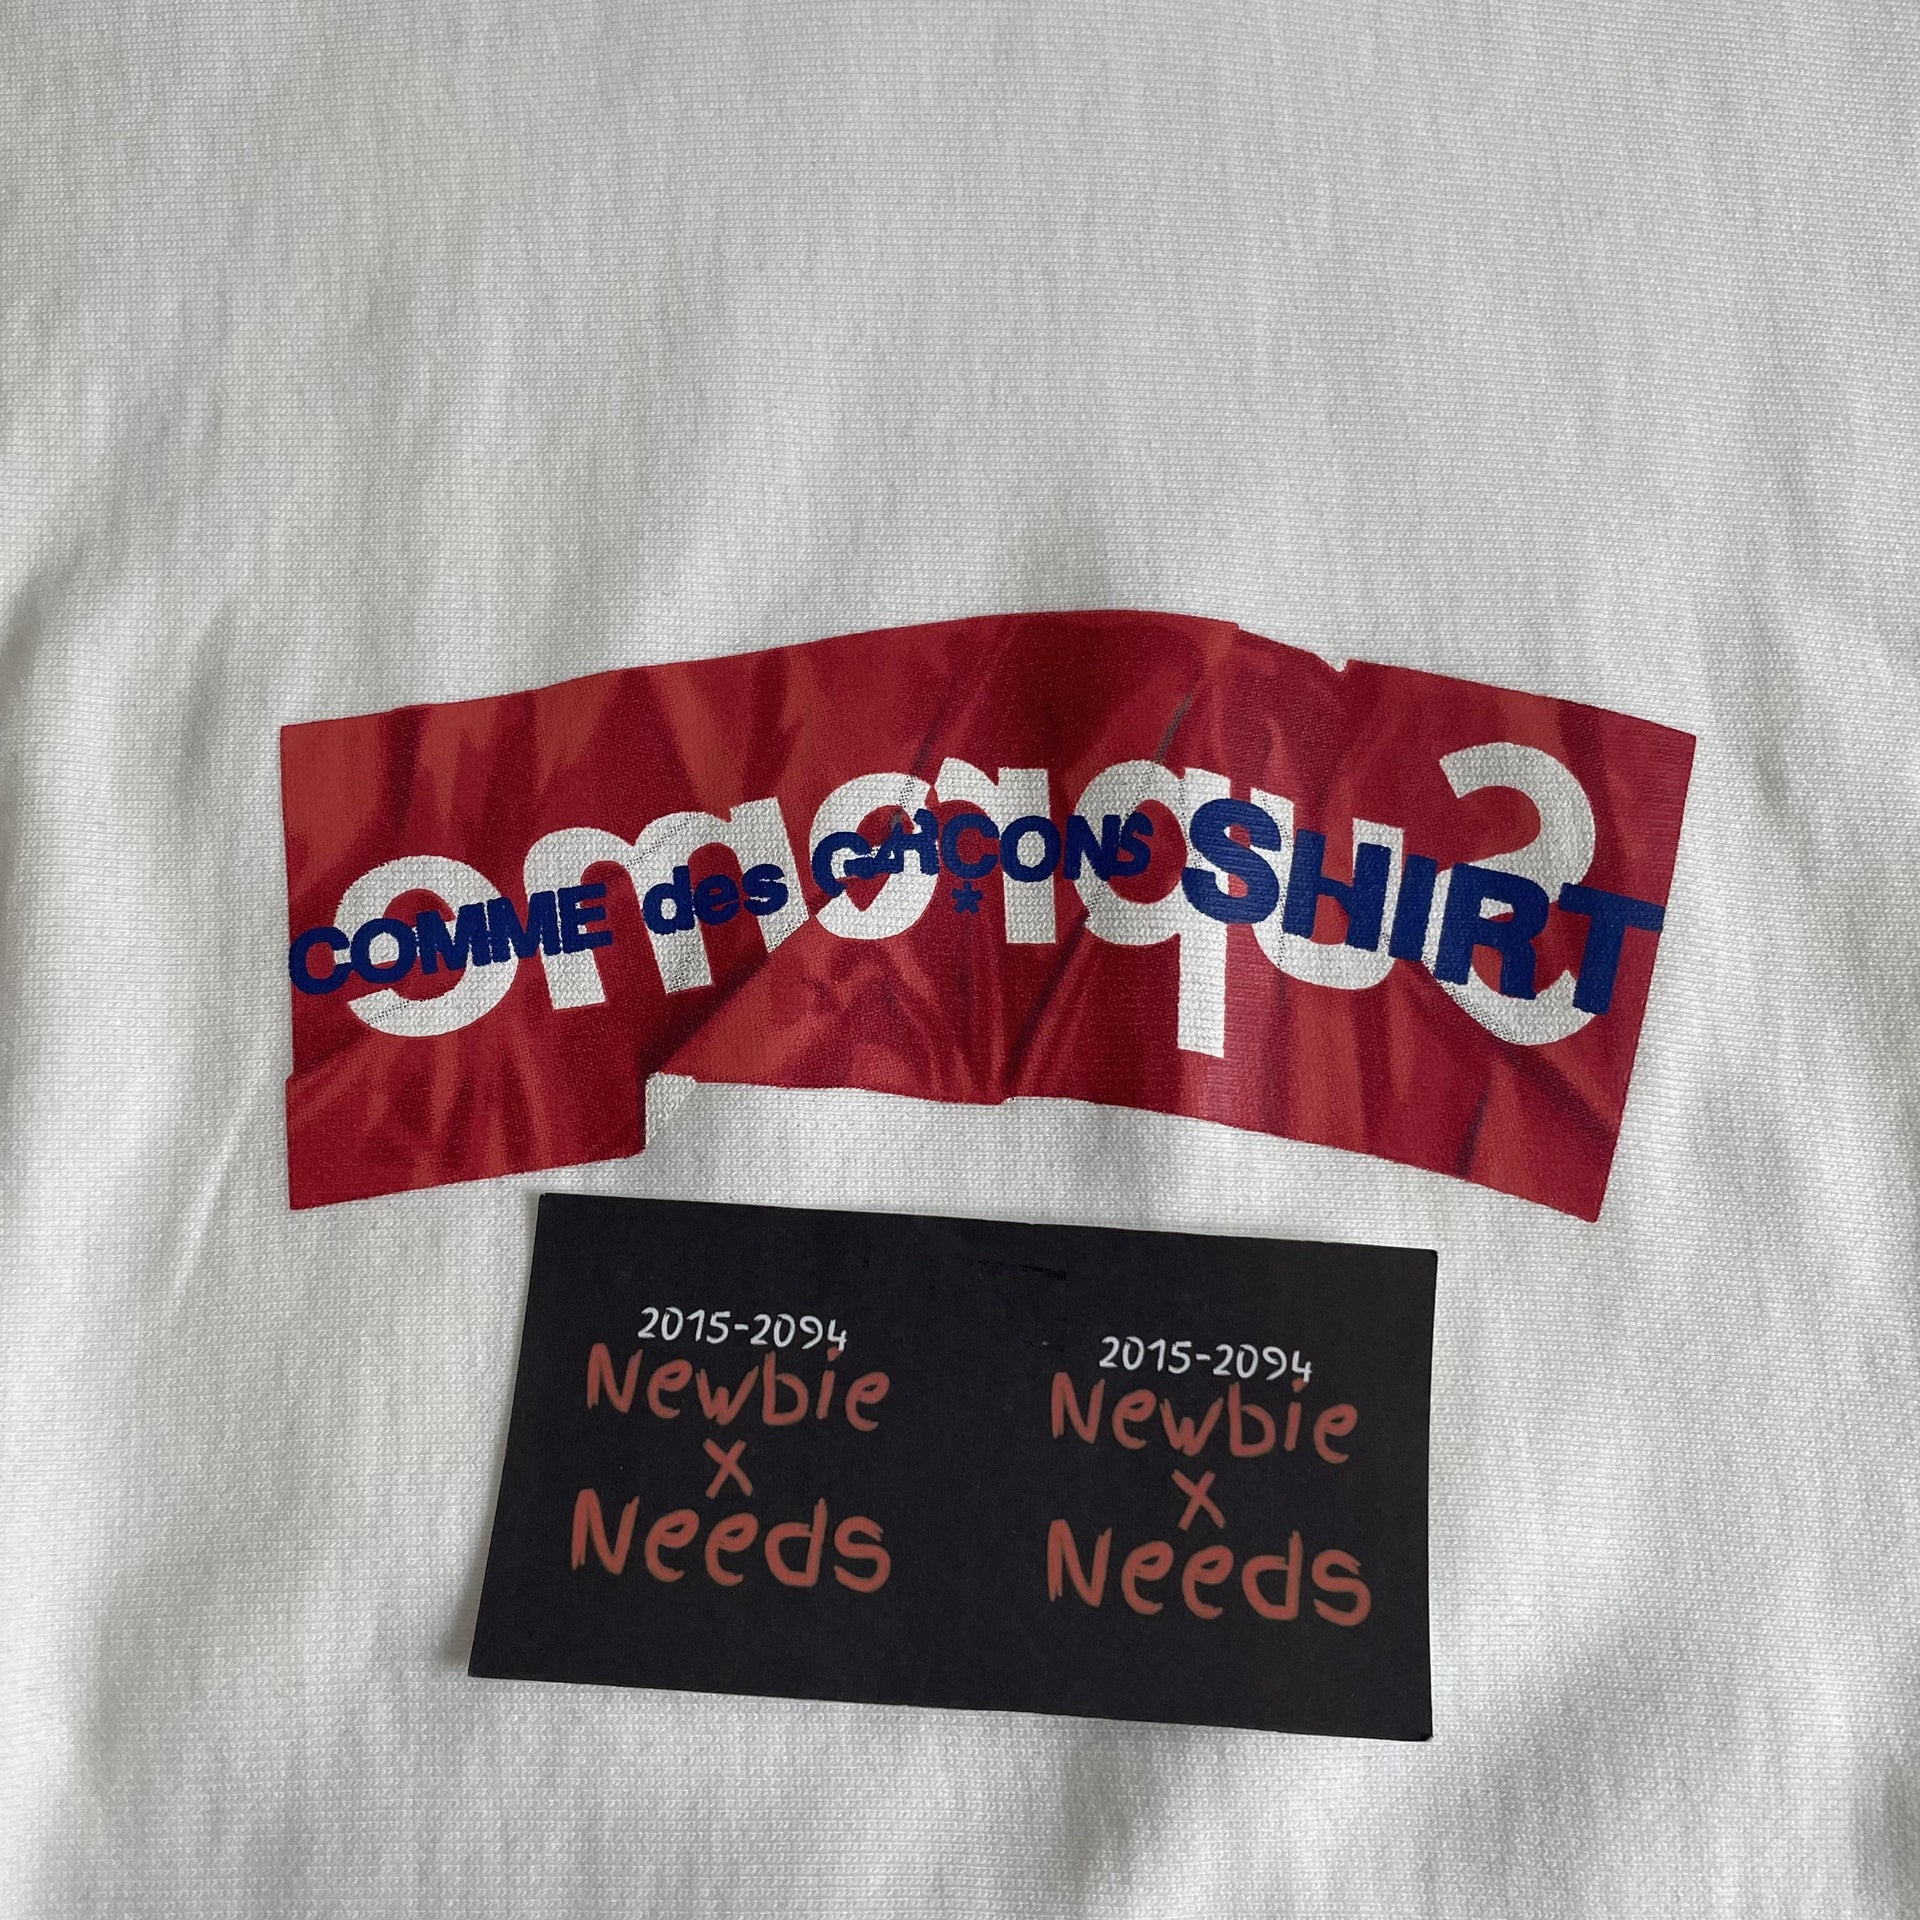 Supreme
COMME des GARÇONS SHIRT
2015-2094
Newbie
x
Needs
2015-2094
Newbie
x
Needs